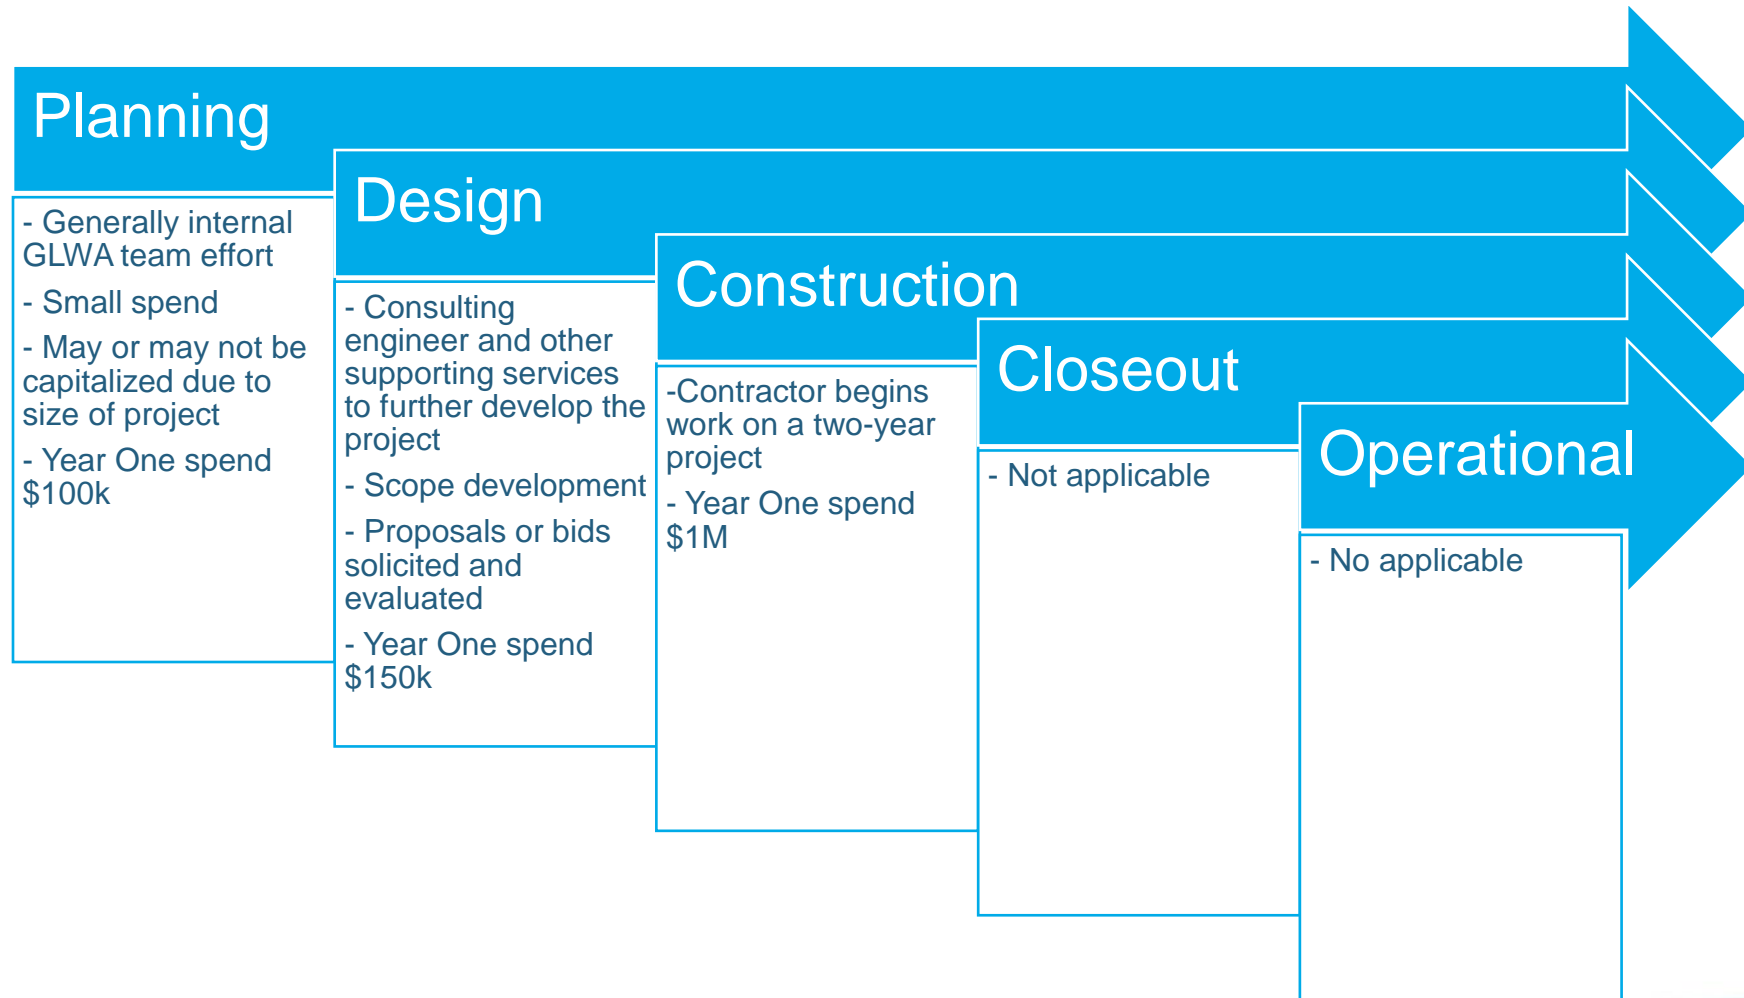 Planning
- Generally internal
GLWA team effort
- Small spend
- May or may not be
capitalized due to
size of project
- Year One spend
$100k
Design
- Consulting
engineer and other
supporting services
to further develop the
project
- Scope development
- Proposals or bids
solicited and
evaluated
- Year One spend
$150k
Construction
-Contractor begins
work on a two-year
project
- Year One spend
$1M
Closeout
- Not applicable
Operational
- No applicable